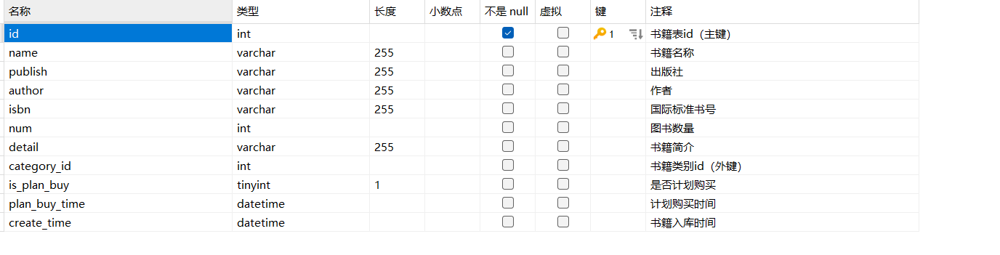 名称 类型 长度 小数点 不是 null 虚拟 键 注释
id int 1 书籍表id（主键）
name varchar 255 书籍名称
publish varchar 255 出版社
author varchar 255 作者
isbn varchar 255 国际标准书号
num int 图书数量
detail varchar 255 书籍简介
category_id int 书籍类别id（外键）
is_plan_buy tinyint 1 是否计划购买
plan_buy_time datetime 计划购买时间
create_time datetime 书籍入库时间